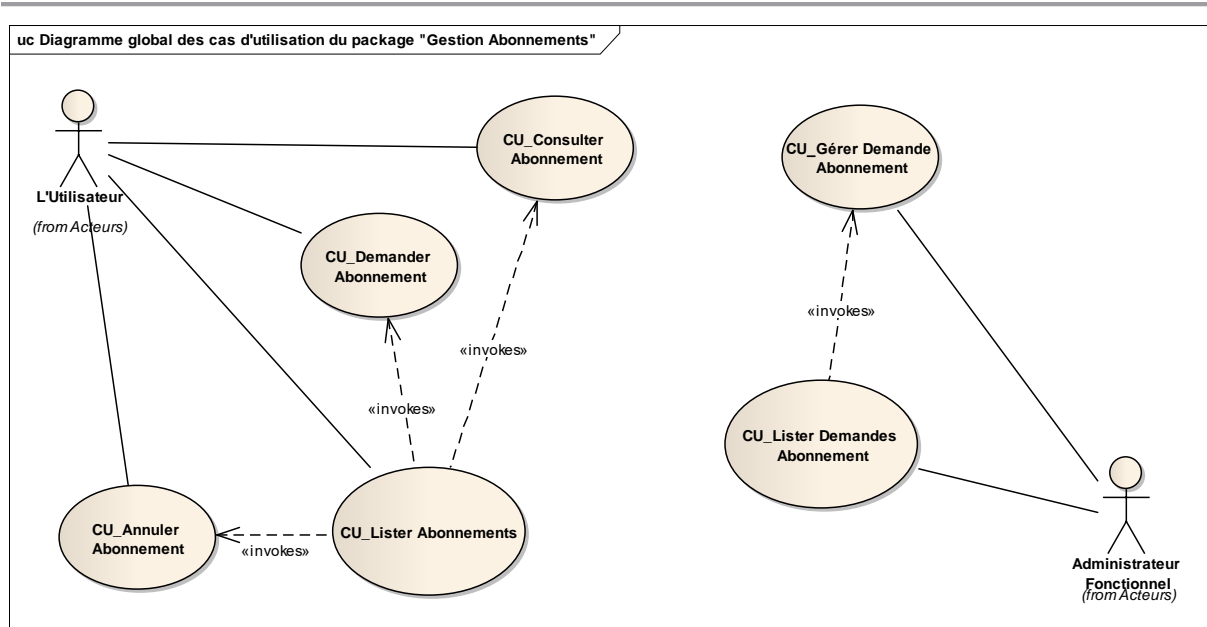 uc Diagramme global des cas d'utilisation du package "Gestion Abonnements"
L'Utilisateur
(from Acteurs)
CU_Consulter
Abonnement
CU_Gérer Demande
Abonnement
CU_Demander
Abonnement
«invokes»
«invokes»
«invokes»
CU_Lister Demandes
Abonnement
CU_Annuler
Abonnement
«invokes»
CU_Lister Abonnements
Administrateur
Fonctionnel
(from Acteurs)